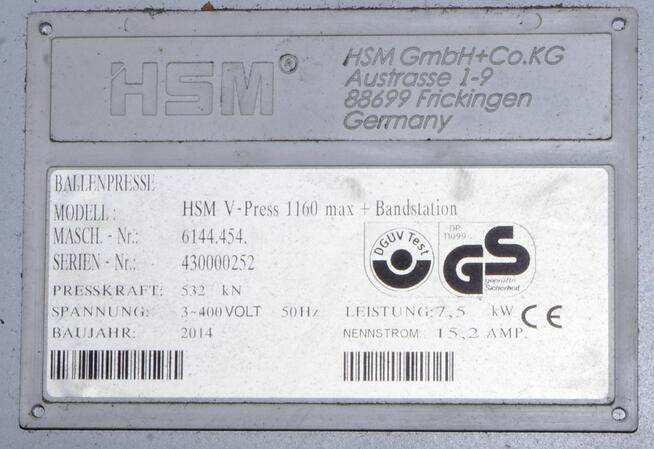 HSM®
HSM GmbH+Co.KG
Austrasse 1-9
88699 Frickingen
Germany
BALLENPRESSE
MODELL: HSM V-Press 1160 max + Bandstation
MASCH. - Nr.: 6144.454.
SERIEN - Nr.: 430000252
DGUV Test
DP
11099
GS
geprüfte
Sicherheit
PRESSKRAFT: 532 kN
SPANNUNG: 3~400VOLT 50Hz LEISTUNG:7,5 kW CE
BAUJAHR: 2014 NENNSTROM: 15,2 AMP.